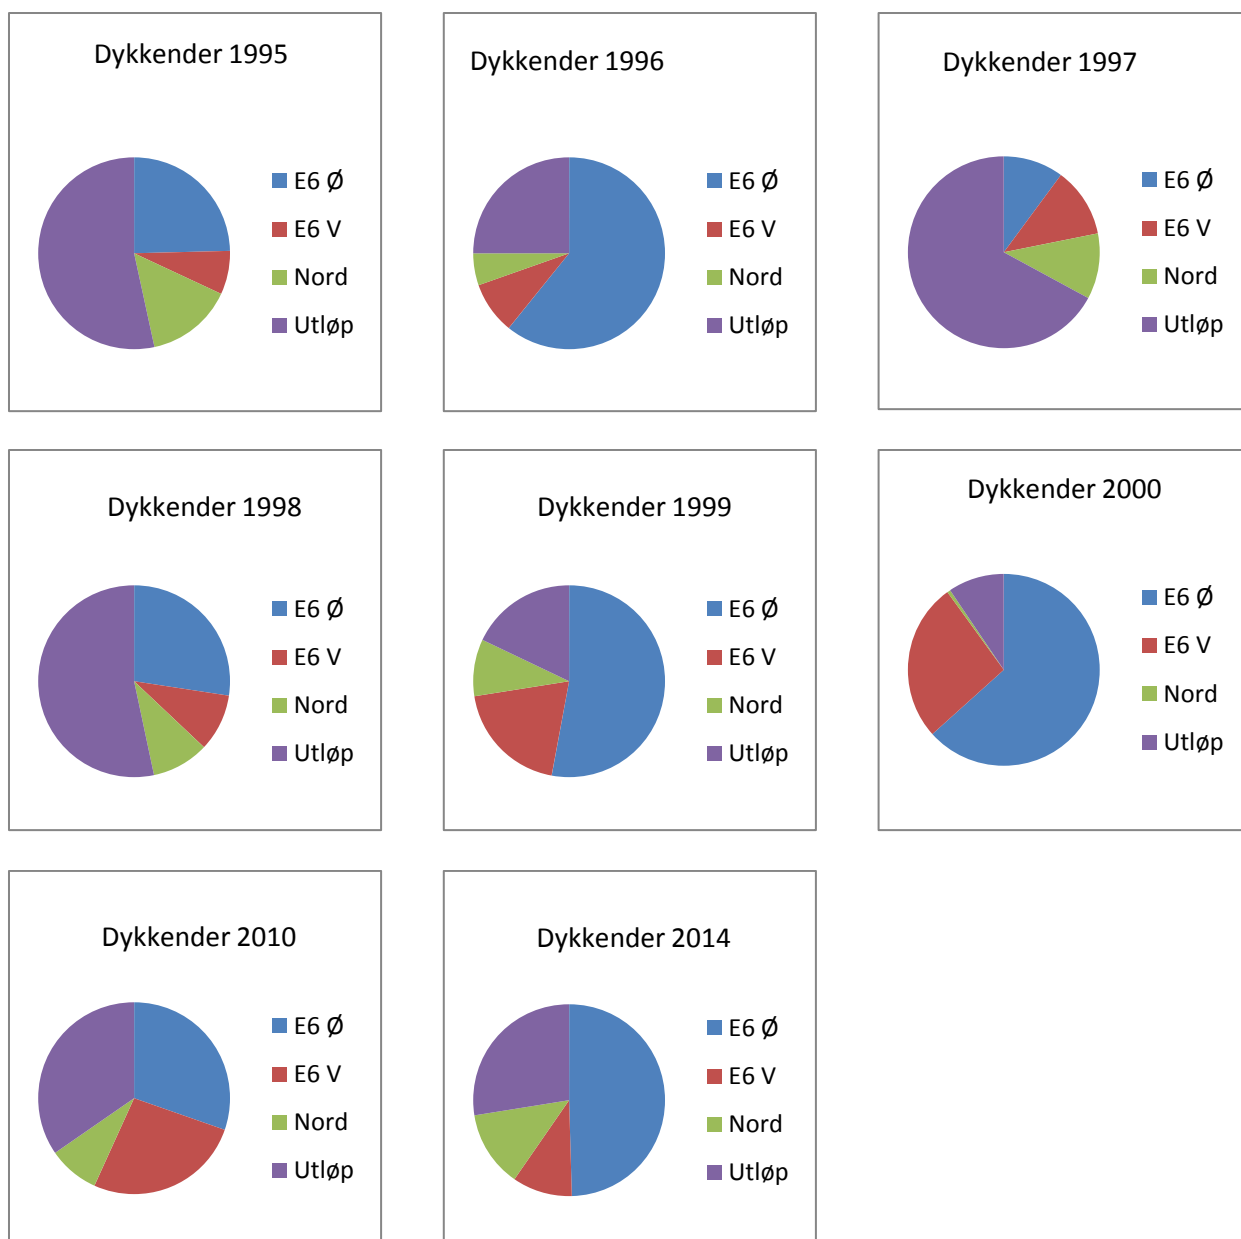 Dykkender 1995
E6 Ø
E6 V
Nord
Utløp
Dykkender 1996
E6 Ø
E6 V
Nord
Utløp
Dykkender 1997
E6 Ø
E6 V
Nord
Utløp
Dykkender 1998
E6 Ø
E6 V
Nord
Utløp
Dykkender 1999
E6 Ø
E6 V
Nord
Utløp
Dykkender 2000
E6 Ø
E6 V
Nord
Utløp
Dykkender 2010
E6 Ø
E6 V
Nord
Utløp
Dykkender 2014
E6 Ø
E6 V
Nord
Utløp